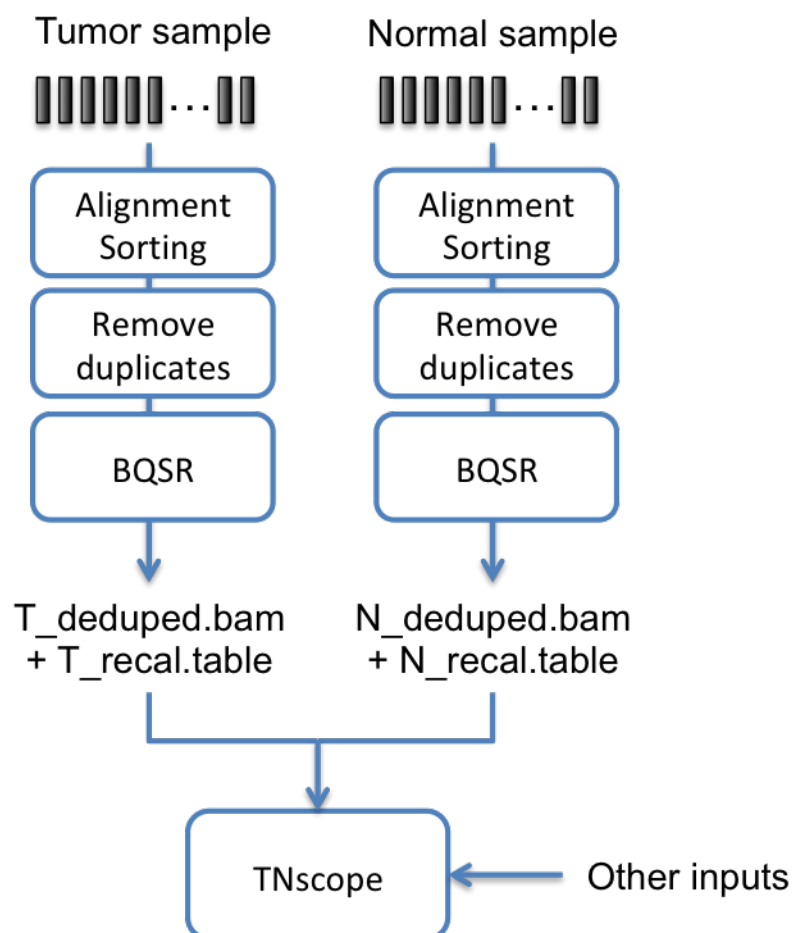 Tumor sample
...
Alignment
Sorting
Remove
duplicates
BQSR
T_deduped.bam
+ T_recal.table
Normal sample
...
Alignment
Sorting
Remove
duplicates
BQSR
N_deduped.bam
+ N_recal.table
TNscope
Other inputs